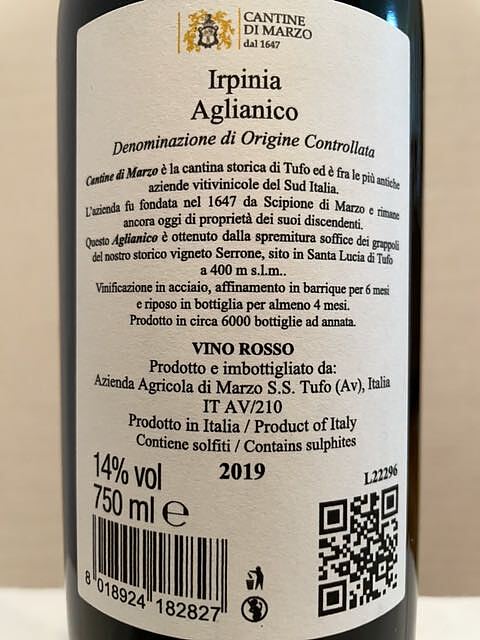 CANTINE
DI MARZO
dal 1647
Irpinia
Aglianico
Denominazione di Origine Controllata
Cantine di Marzo è la cantina storica di Tufo ed è fra le più antiche
aziende vitivinicole del Sud Italia.
L'azienda fu fondata nel 1647 da Scipione di Marzo e rimane
ancora oggi di proprietà dei suoi discendenti.
Questo Aglianico è ottenuto dalla spremitura soffice dei grappoli
del nostro storico vigneto Serrone, sito in Santa Lucia di Tufo
a 400 m s.l.m..
Vinificazione in acciaio, affinamento in barrique per 6 mesi
e riposo in bottiglia per almeno 4 mesi.
Prodotto in circa 6000 bottiglie ad annata.
VINO ROSSO
Prodotto e imbottigliato da:
Azienda Agricola di Marzo S.S. Tufo (Av), Italia
IT AV/210
Prodotto in Italia / Product of Italy
Contiene solfiti / Contains sulphites
14% vol
2019
L22296
750 ml e
8 018924 182827